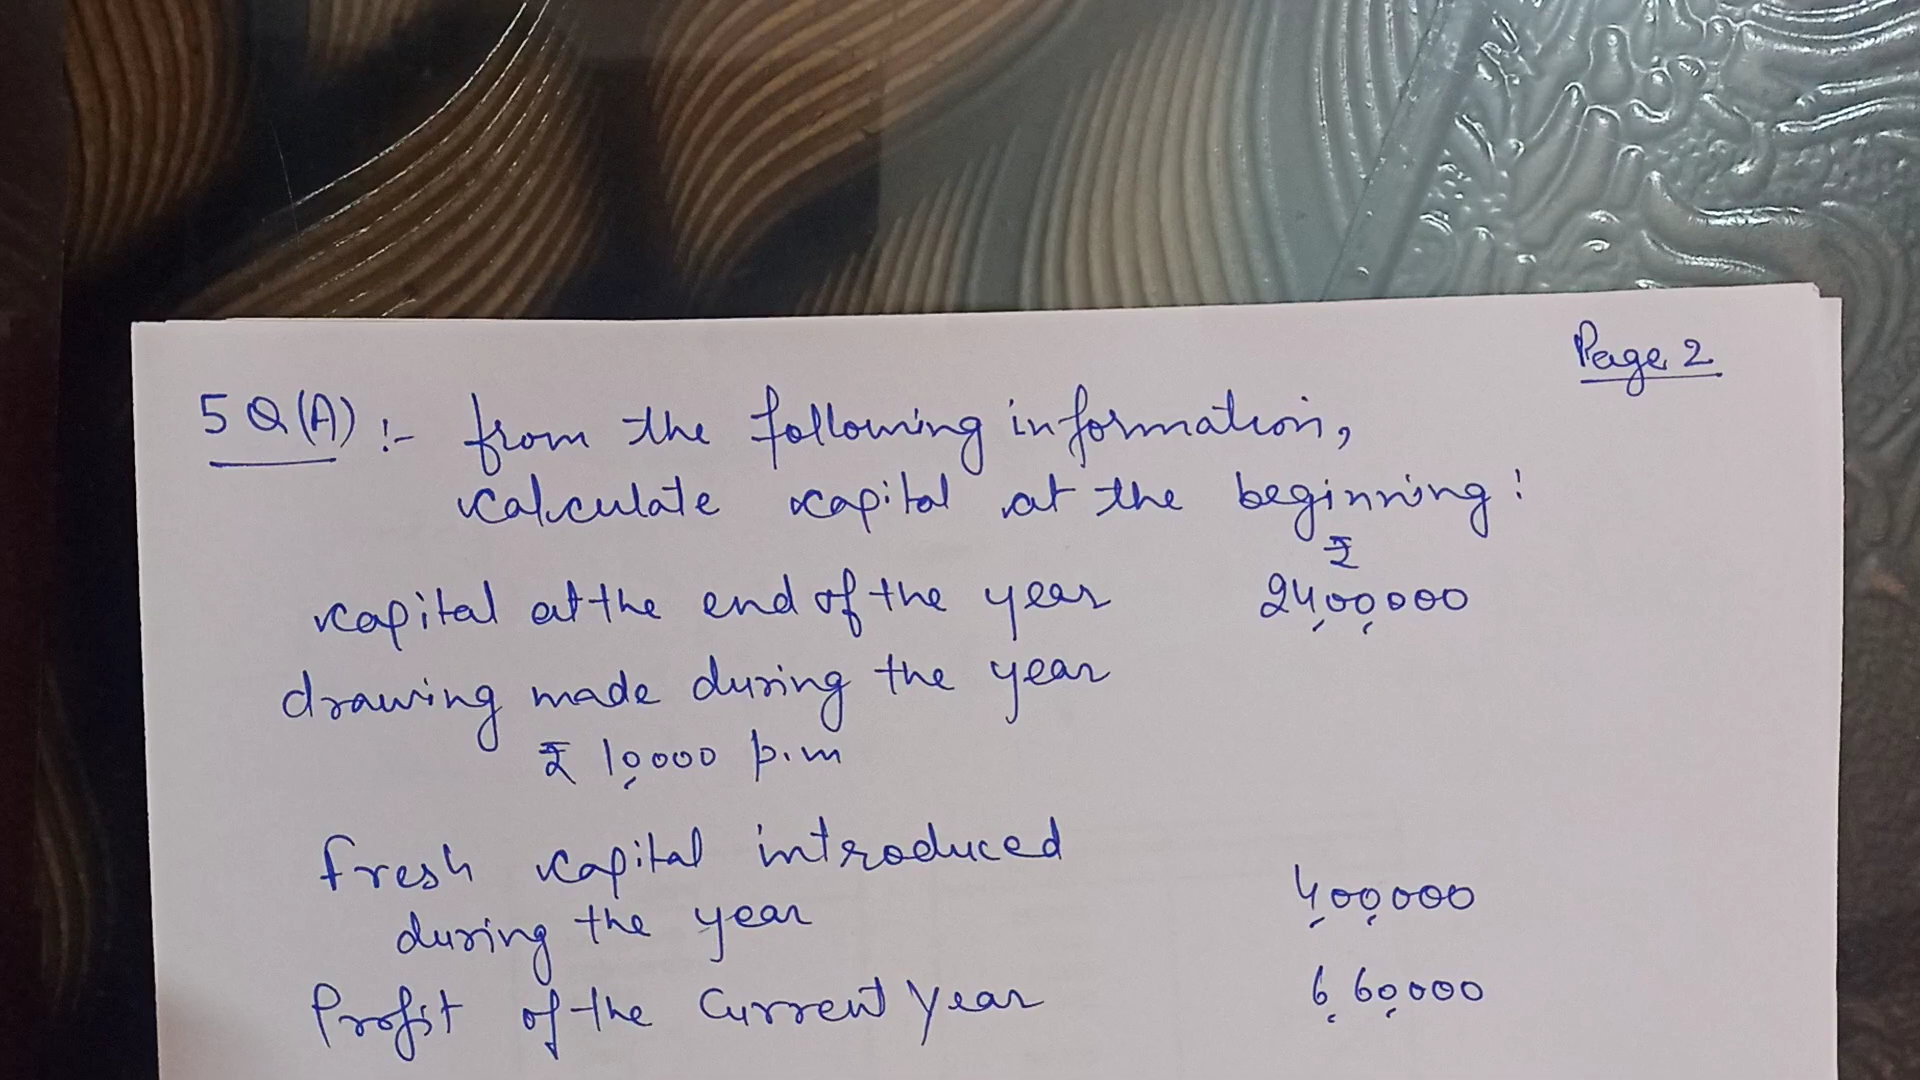 Page 2
5 Q(A) :- from the following information,
calculate capital at the beginning :
₹
capital at the end of the year 24,00,000
drawing made during the year
₹ 10,000 p.m
fresh capital introduced
during the year 4,00,000
Profit of the Current Year 6,60,000